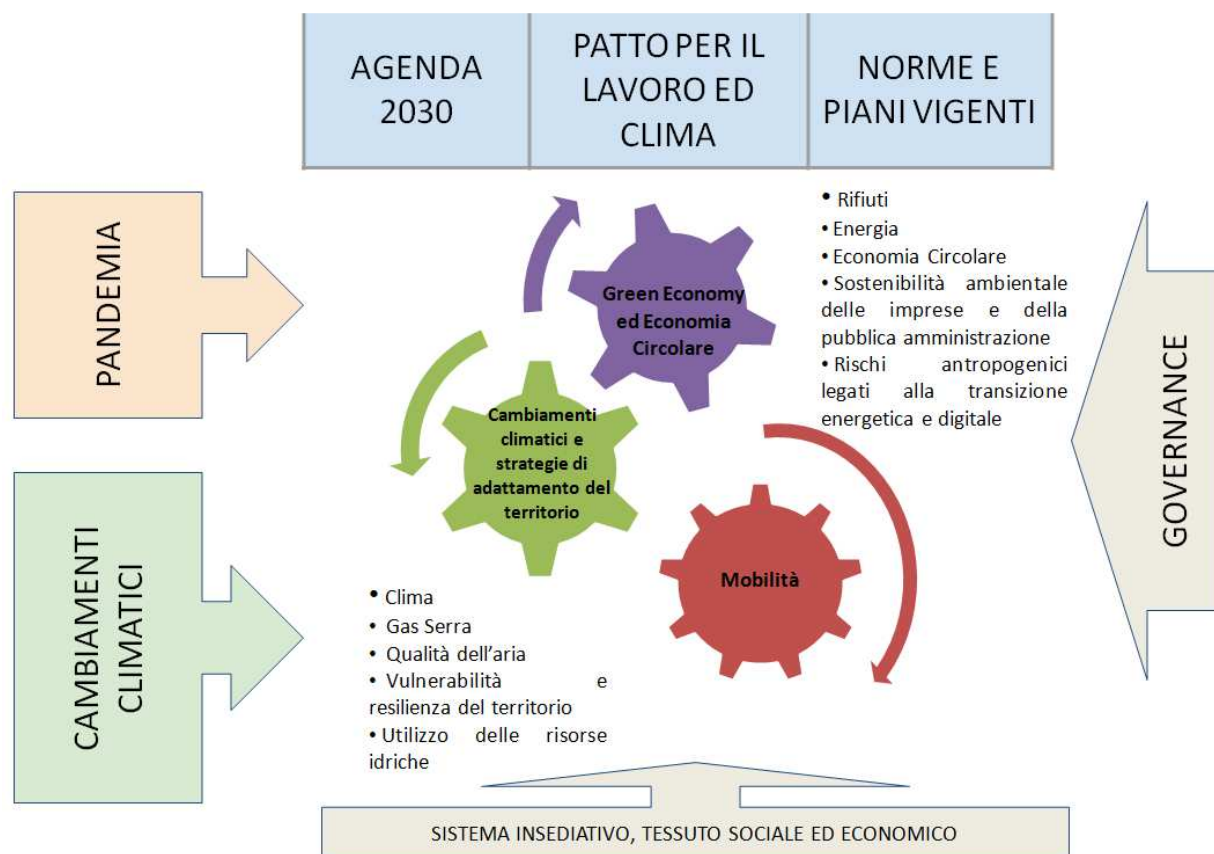 AGENDA
2030
PATTO PER IL
LAVORO ED
CLIMA
NORME E
PIANI VIGENTI
PANDEMIA
CAMBIAMENTI
CLIMATICI
Green Economy
ed Economia
Circolare
Cambiamenti
climatici e
strategie di
adattamento del
territorio
Mobilità
• Rifiuti
• Energia
• Economia Circolare
• Sostenibilità ambientale
delle imprese e della
pubblica amministrazione
• Rischi antropogenici
legati alla transizione
energetica e digitale
• Clima
• Gas Serra
• Qualità dell'aria
• Vulnerabilità e
resilienza del territorio
• Utilizzo delle risorse
idriche
GOVERNANCE
SISTEMA INSEDIATIVO, TESSUTO SOCIALE ED ECONOMICO